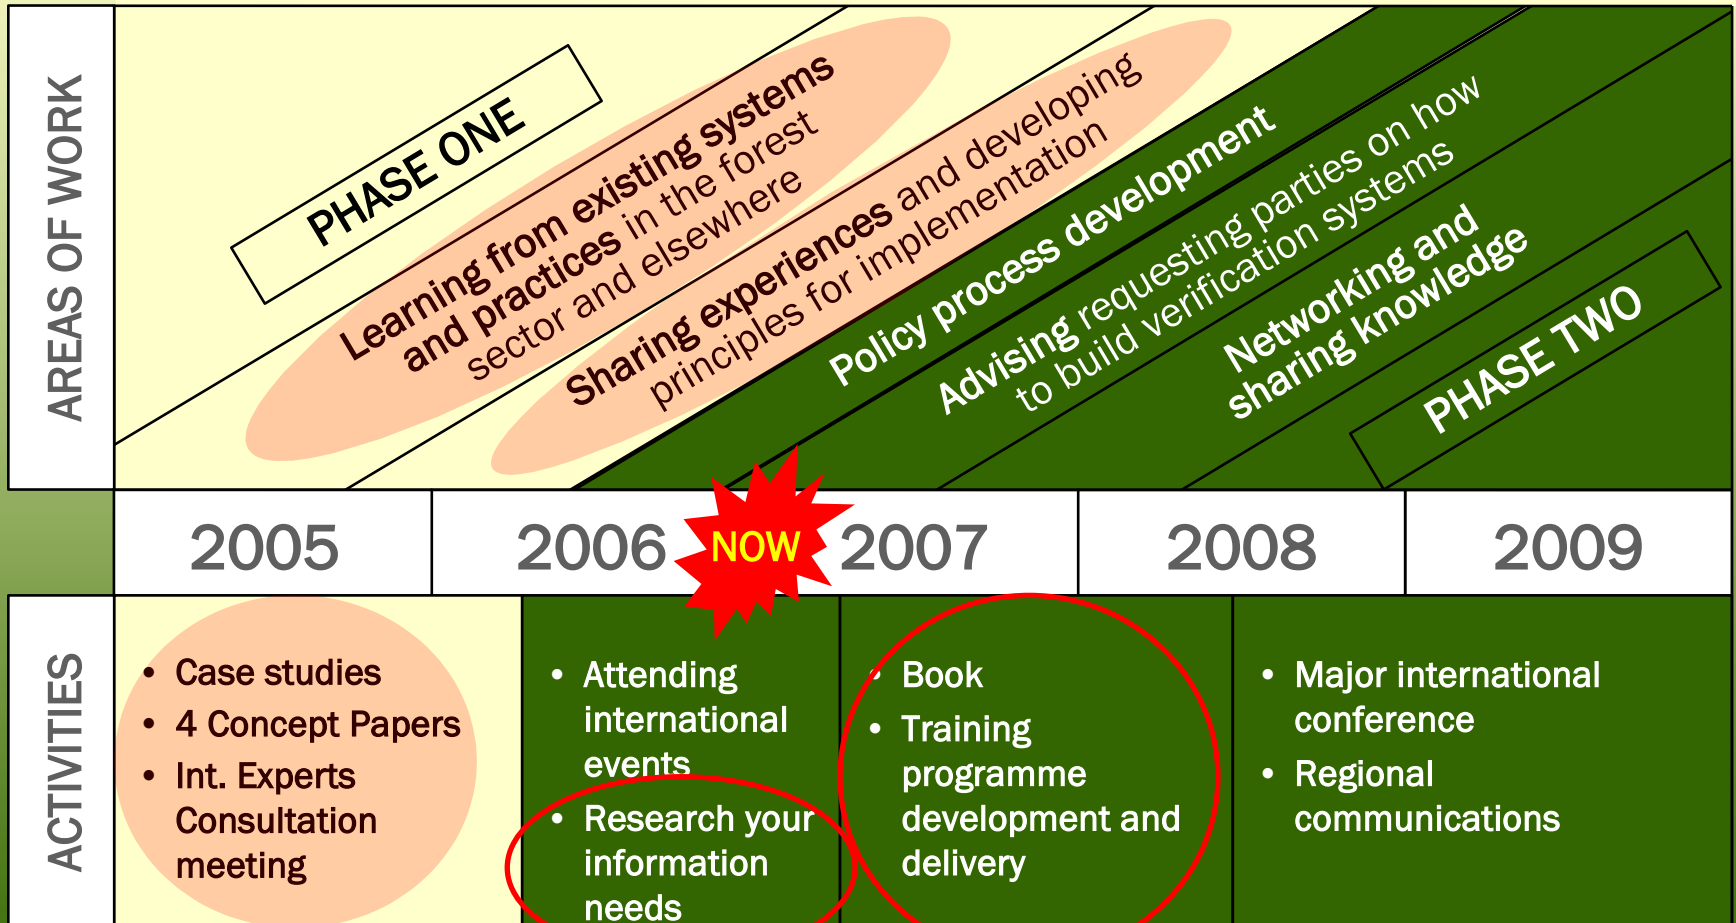 AREAS OF WORK
PHASE ONE
Learning from existing systems
and practices in the forest
sector and elsewhere
Sharing experiences and developing
principles for implementation
Policy process development
Advising requesting parties on how
to build verification systems
Networking and
sharing knowledge
PHASE TWO
2005
2006
NOW
2007
2008
2009
ACTIVITIES
• Case studies
• 4 Concept Papers
• Int. Experts
Consultation
meeting
• Attending
international
events
• Research your
information
needs
• Book
• Training
programme
development and
delivery
• Major international
conference
• Regional
communications